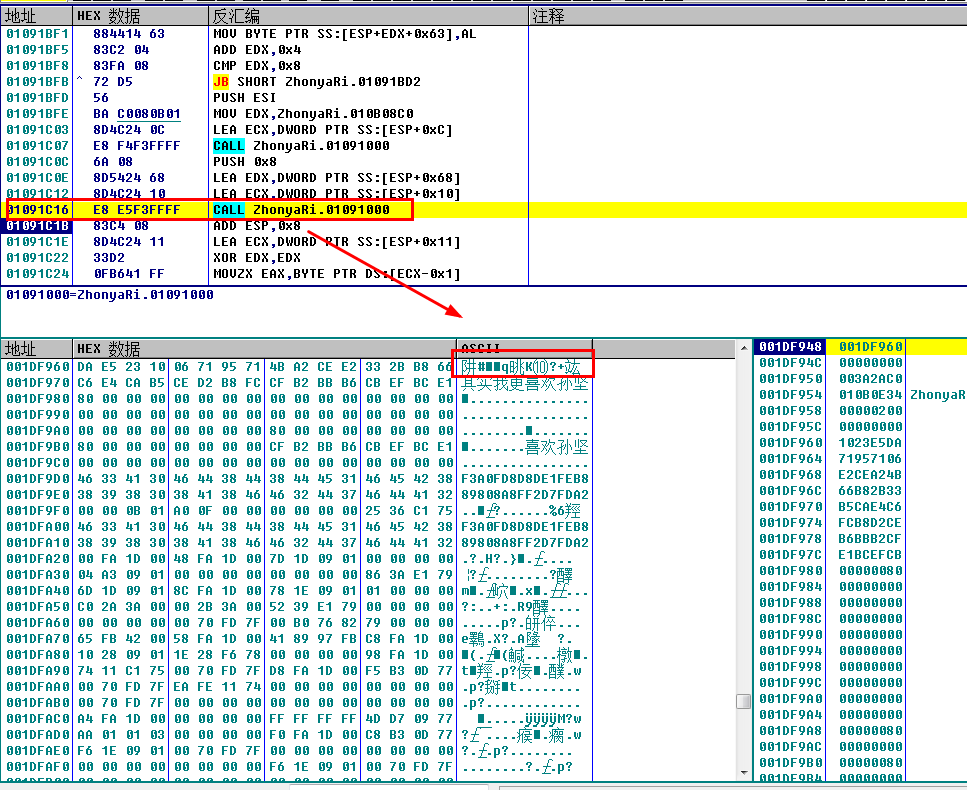 地址 HEX 数据 反汇编 注释
01091BF1 884414 63 MOV BYTE PTR SS:[ESP+EDX+0x63],AL
01091BF5 83C2 04 ADD EDX,0x4
01091BF8 83FA 08 CMP EDX,0x8
01091BFB ^ 72 D5 JB SHORT ZhonyaRi.01091BD2
01091BFD 56 PUSH ESI
01091BFE BA C0080B01 MOV EDX,ZhonyaRi.010B08C0
01091C03 8D4C24 0C LEA ECX,DWORD PTR SS:[ESP+0xC]
01091C07 E8 F4F3FFFF CALL ZhonyaRi.01091000
01091C0C 6A 08 PUSH 0x8
01091C0E 8D5424 68 LEA EDX,DWORD PTR SS:[ESP+0x68]
01091C12 8D4C24 10 LEA ECX,DWORD PTR SS:[ESP+0x10]
01091C16 E8 E5F3FFFF CALL ZhonyaRi.01091000
01091C1B 83C4 08 ADD ESP,0x8
01091C1E 8D4C24 11 LEA ECX,DWORD PTR SS:[ESP+0x11]
01091C22 33D2 XOR EDX,EDX
01091C24 0FB641 FF MOVZX EAX,BYTE PTR DS:[ECX-0x1]
01091000=ZhonyaRi.01091000
地址 HEX 数据 ASCII
001DF960 DA E5 23 10 06 71 95 71 4B A2 CE E2 33 2B B8 66
001DF970 C6 E4 CA B5 CE D2 B8 FC CF B2 BB B6 CB EF BC E1 其实我更喜欢孙坚
001DF980 80 00 00 00 00 00 00 00 00 00 00 00 00 00 00 00
001DF990 00 00 00 00 00 00 00 00 00 00 00 00 00 00 00 00 ................
001DF9A0 00 00 00 00 00 00 00 00 80 00 00 00 00 00 00 00
001DF9B0 80 00 00 00 00 00 00 00 CF B2 BB B6 CB EF BC E1 .......喜欢孙坚
001DF9C0 00 00 00 00 00 00 00 00 00 00 00 00 00 00 00 00 ................
001DF9D0 46 33 41 30 46 44 38 44 38 44 45 31 46 45 42 38 F3A0FD8D8DE1FEB8
001DF9E0 38 39 38 30 38 41 38 46 46 32 44 37 46 44 41 32 89808A8FF2D7FDA2
001DF9F0 00 00 0B 01 A0 0F 00 00 00 00 00 00 25 36 C1 75
001DFA00 46 33 41 30 46 44 38 44 38 44 45 31 46 45 42 38 F3A0FD8D8DE1FEB8
001DFA10 38 39 38 30 38 41 38 46 46 32 44 37 46 44 41 32 89808A8FF2D7FDA2
001DFA20 00 FA 1D 00 48 FA 1D 00 7D 1D 09 01 00 00 00 00
001DFA30 04 A3 09 01 00 00 00 00 00 00 00 00 86 3A E1 79
001DFA40 6D 1D 09 01 8C FA 1D 00 78 1E 09 01 01 00 00 00
001DFA50 C0 2A 3A 00 00 2B 3A 00 52 39 E1 79 00 00 00 00
001DFA60 00 00 00 00 00 70 FD 7F 00 B0 76 82 79 00 00 00
001DFA70 65 FB 42 00 58 FA 1D 00 41 89 97 FB C8 FA 1D 00
001DFA80 10 28 09 01 1E 28 F6 78 00 00 00 00 98 FA 1D 00
001DFA90 74 11 C1 75 00 70 FD 7F D8 FA 1D 00 F5 B3 0D 77
001DFAA0 00 70 FD 7F EA FE 11 74 00 00 00 00 00 00 00 00
001DFAB0 00 70 FD 7F 00 00 00 00 00 00 00 00 00 00 00 00 .p?.............
001DFAC0 A4 FA 1D 00 00 00 00 00 FF FF FF FF 4D D7 09 77
001DFAD0 AA 01 01 03 00 00 00 00 F0 FA 1D 00 C8 B3 0D 77
001DFAE0 F6 1E 09 01 00 70 FD 7F 00 00 00 00 00 00 00 00
001DFAF0 00 00 00 00 00 00 00 00 F6 1E 09 01 00 70 FD 7F
001DF948 001DF960
001DF94C 00000000
001DF950 003A2AC0
001DF954 010B0E34 ZhonyaR
001DF958 00000200
001DF95C 00000000
001DF960 1023E5DA
001DF964 71957106
001DF968 E2CEA24B
001DF96C 66B82B33
001DF970 B5CAE4C6
001DF974 FCB8D2CE
001DF978 B6BBB2CF
001DF97C E1BCEFCB
001DF980 00000080
001DF984 00000000
001DF988 00000000
001DF98C 00000000
001DF990 00000000
001DF994 00000000
001DF998 00000000
001DF99C 00000000
001DF9A0 00000000
001DF9A4 00000000
001DF9A8 00000080
001DF9AC 00000000
001DF9B0 00000080
001DF9B4 00000000